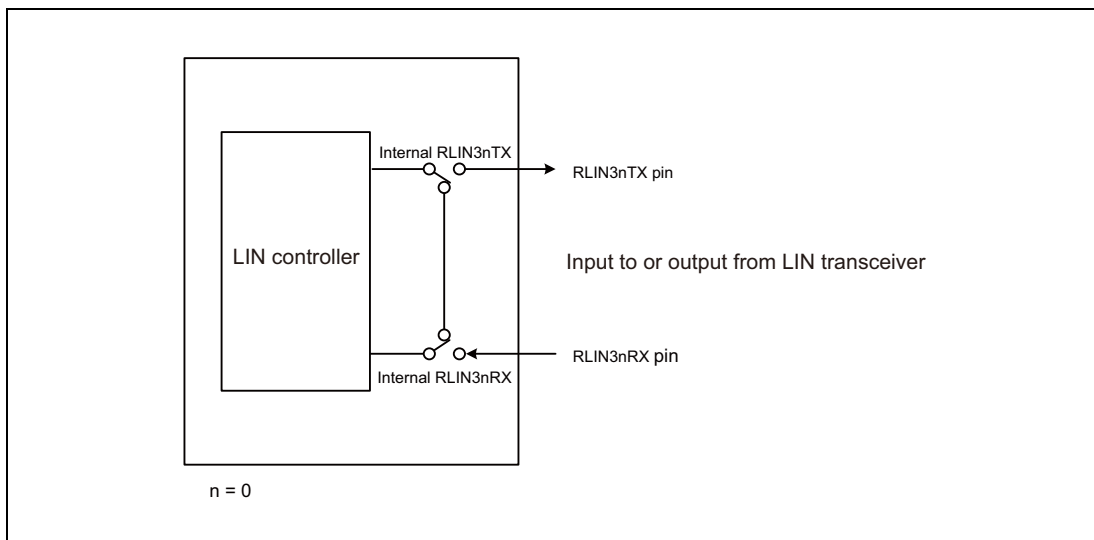 Internal RLIN3nTX
RLIN3nTX pin
LIN controller
Input to or output from LIN transceiver
RLIN3nRX pin
Internal RLIN3nRX
n = 0